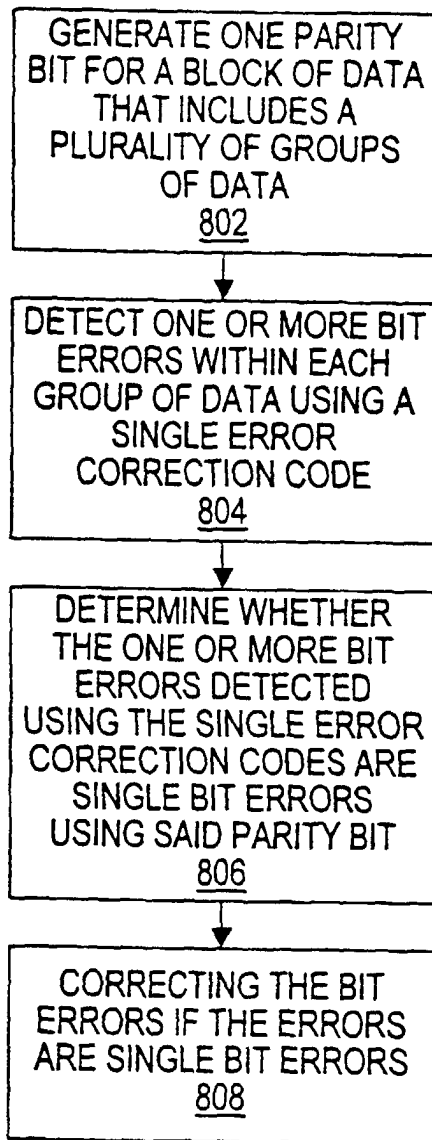 GENERATE ONE PARITY
BIT FOR A BLOCK OF DATA
THAT INCLUDES A
PLURALITY OF GROUPS
OF DATA
802
DETECT ONE OR MORE BIT
ERRORS WITHIN EACH
GROUP OF DATA USING A
SINGLE ERROR
CORRECTION CODE
804
DETERMINE WHETHER
THE ONE OR MORE BIT
ERRORS DETECTED
USING THE SINGLE ERROR
CORRECTION CODES ARE
SINGLE BIT ERRORS
USING SAID PARITY BIT
806
CORRECTING THE BIT
ERRORS IF THE ERRORS
ARE SINGLE BIT ERRORS
808